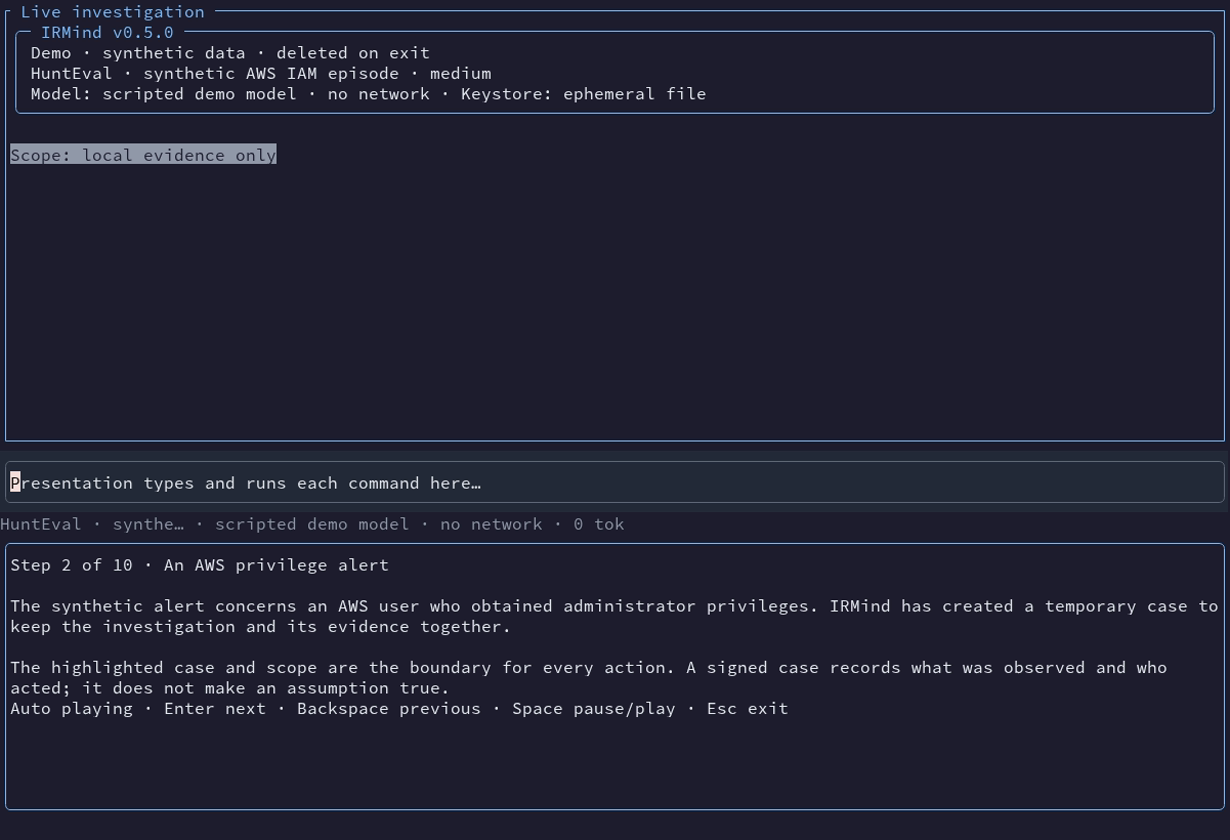 Live investigation
IRMind v0.5.0
Demo · synthetic data · deleted on exit
HuntEval · synthetic AWS IAM episode · medium
Model: scripted demo model · no network · Keystore: ephemeral file
Scope: local evidence only
Presentation types and runs each command here…
HuntEval · synthe… · scripted demo model · no network · 0 tok
Step 2 of 10 · An AWS privilege alert
The synthetic alert concerns an AWS user who obtained administrator privileges. IRMind has created a temporary case to
keep the investigation and its evidence together.
The highlighted case and scope are the boundary for every action. A signed case records what was observed and who
acted; it does not make an assumption true.
Auto playing · Enter next · Backspace previous · Space pause/play · Esc exit